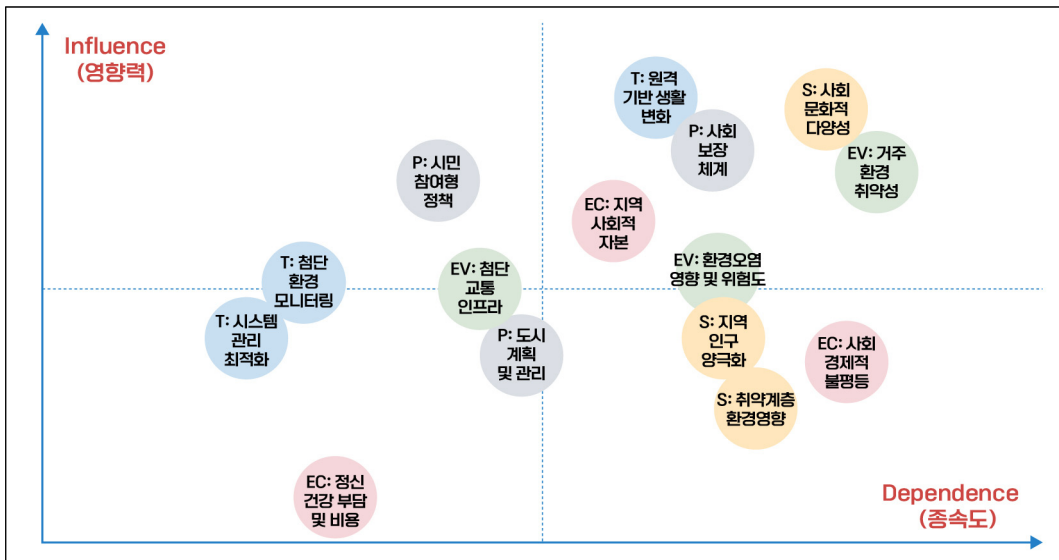 Influence
(영향력)
T: 원격
기반 생활
변화
S: 사회
문화적
다양성
P: 사회
보장
체계
EV: 거주
환경
취약성
P: 시민
참여형
정책
EC: 지역
사회적
자본
T: 첨단
환경
모니터링
EV: 첨단
교통
인프라
EV: 환경오염
영향 및 위험도
T: 시스템
관리
최적화
P: 도시
계획
및 관리
S: 지역
인구
양극화
EC: 사회
경제적
불평등
S: 취약계층
환경영향
EC: 정신
건강 부담
및 비용
Dependence
(종속도)